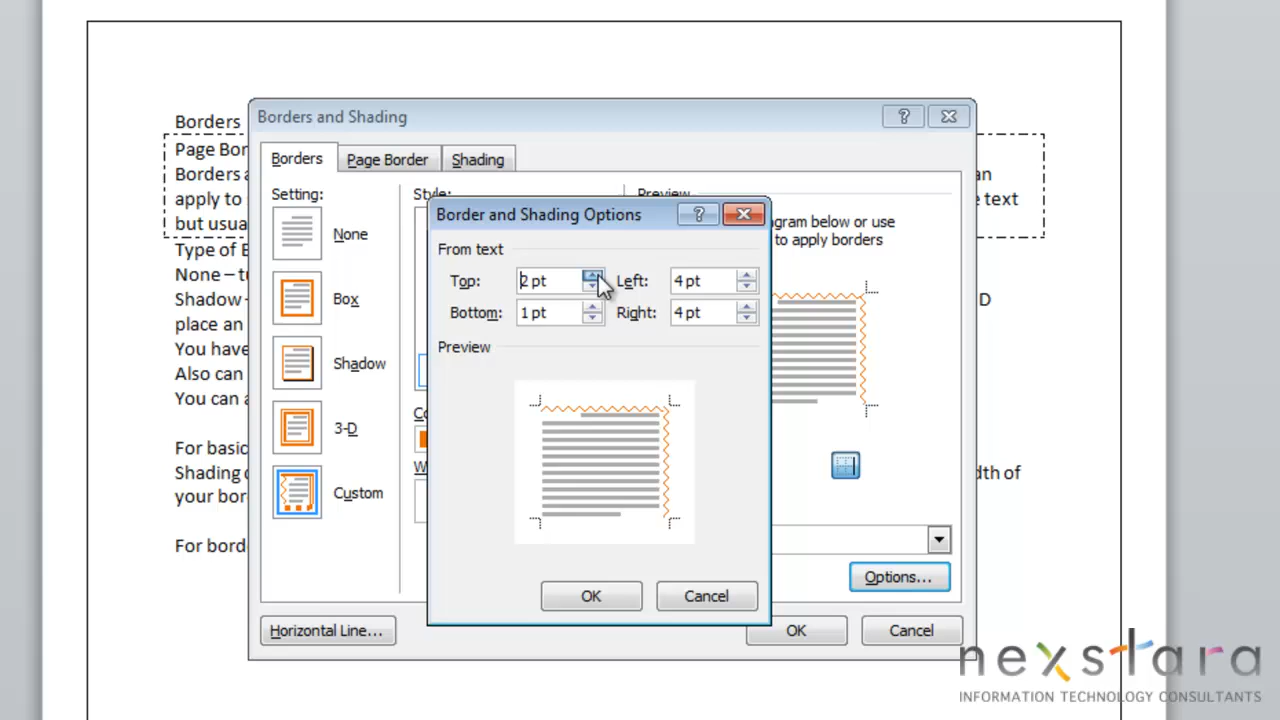 Borders
Borders and Shading
Page Bor
Borders
Page Border
Shading
Borders a
an
apply to
text
Setting:
Style:
Preview
but usua
Border and Shading Options
agram below or use
None
to apply borders
Type of B
From text
None – tu
Top: 2 pt Left: 4 pt
Box
Shadow –
D
Bottom: 1 pt Right: 4 pt
place an
You have
Preview
Shadow
Also can
You can a
3-D
For basic
Shading
dth of
Custom
your bor
For bord
Options...
OK Cancel
Horizontal Line...
OK Cancel
nexstara
INFORMATION TECHNOLOGY CONSULTANTS